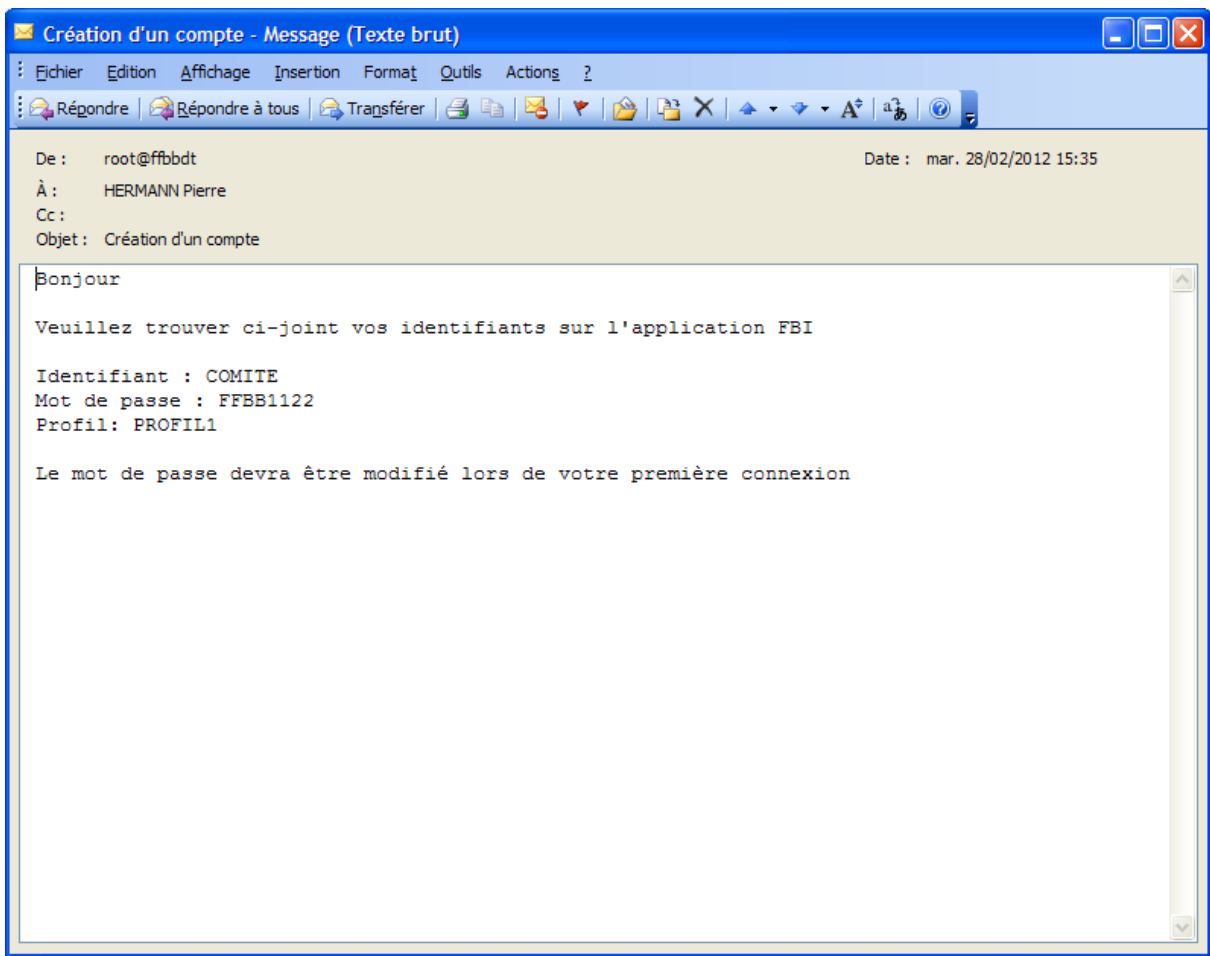 Création d'un compte - Message (Texte brut)
Fichier Edition Affichage Insertion Format Outils Actions ?
Répondre Répondre à tous Transférer
De : root@ffbbdt Date : mar. 28/02/2012 15:35
À : HERMANN Pierre
Cc :
Objet : Création d'un compte
Bonjour
Veuillez trouver ci-joint vos identifiants sur l'application FBI
Identifiant : COMITE
Mot de passe : FFBB1122
Profil: PROFIL1
Le mot de passe devra être modifié lors de votre première connexion